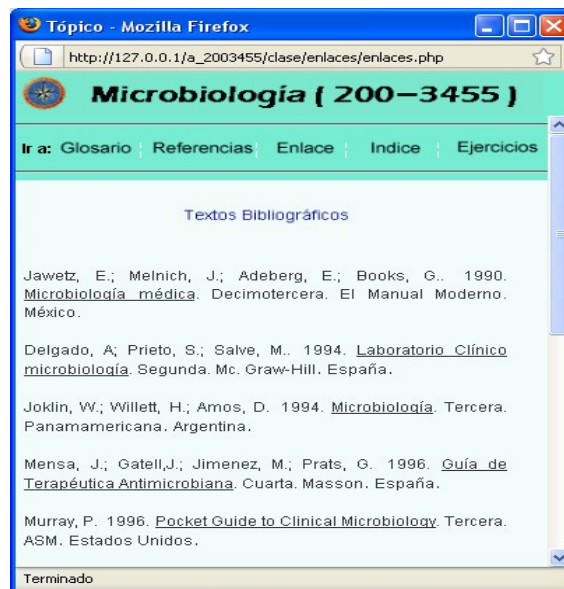 Tópico - Mozilla Firefox
http://127.0.0.1/a_2003455/clase/enlaces/enlaces.php
Microbiología ( 200-3455 )
Ir a: Glosario Referencias Enlace Indice Ejercicios
Textos Bibliográficos
Jawetz, E.; Melnich, J.; Adeberg, E.; Books, G.. 1990.
Microbiología médica. Decimotercera. El Manual Moderno.
México.
Delgado, A; Prieto, S.; Salve, M.. 1994. Laboratorio Clínico
microbiología. Segunda. Mc. Graw-Hill. España.
Joklin, W.; Willett, H.; Amos, D. 1994. Microbiología. Tercera.
Panamamericana. Argentina.
Mensa, J.; Gatell,J.; Jimenez, M.; Prats, G. 1996. Guía de
Terapéutica Antimicrobiana. Cuarta. Masson. España.
Murray, P. 1996. Pocket Guide to Clinical Microbiology. Tercera.
ASM. Estados Unidos.
Terminado